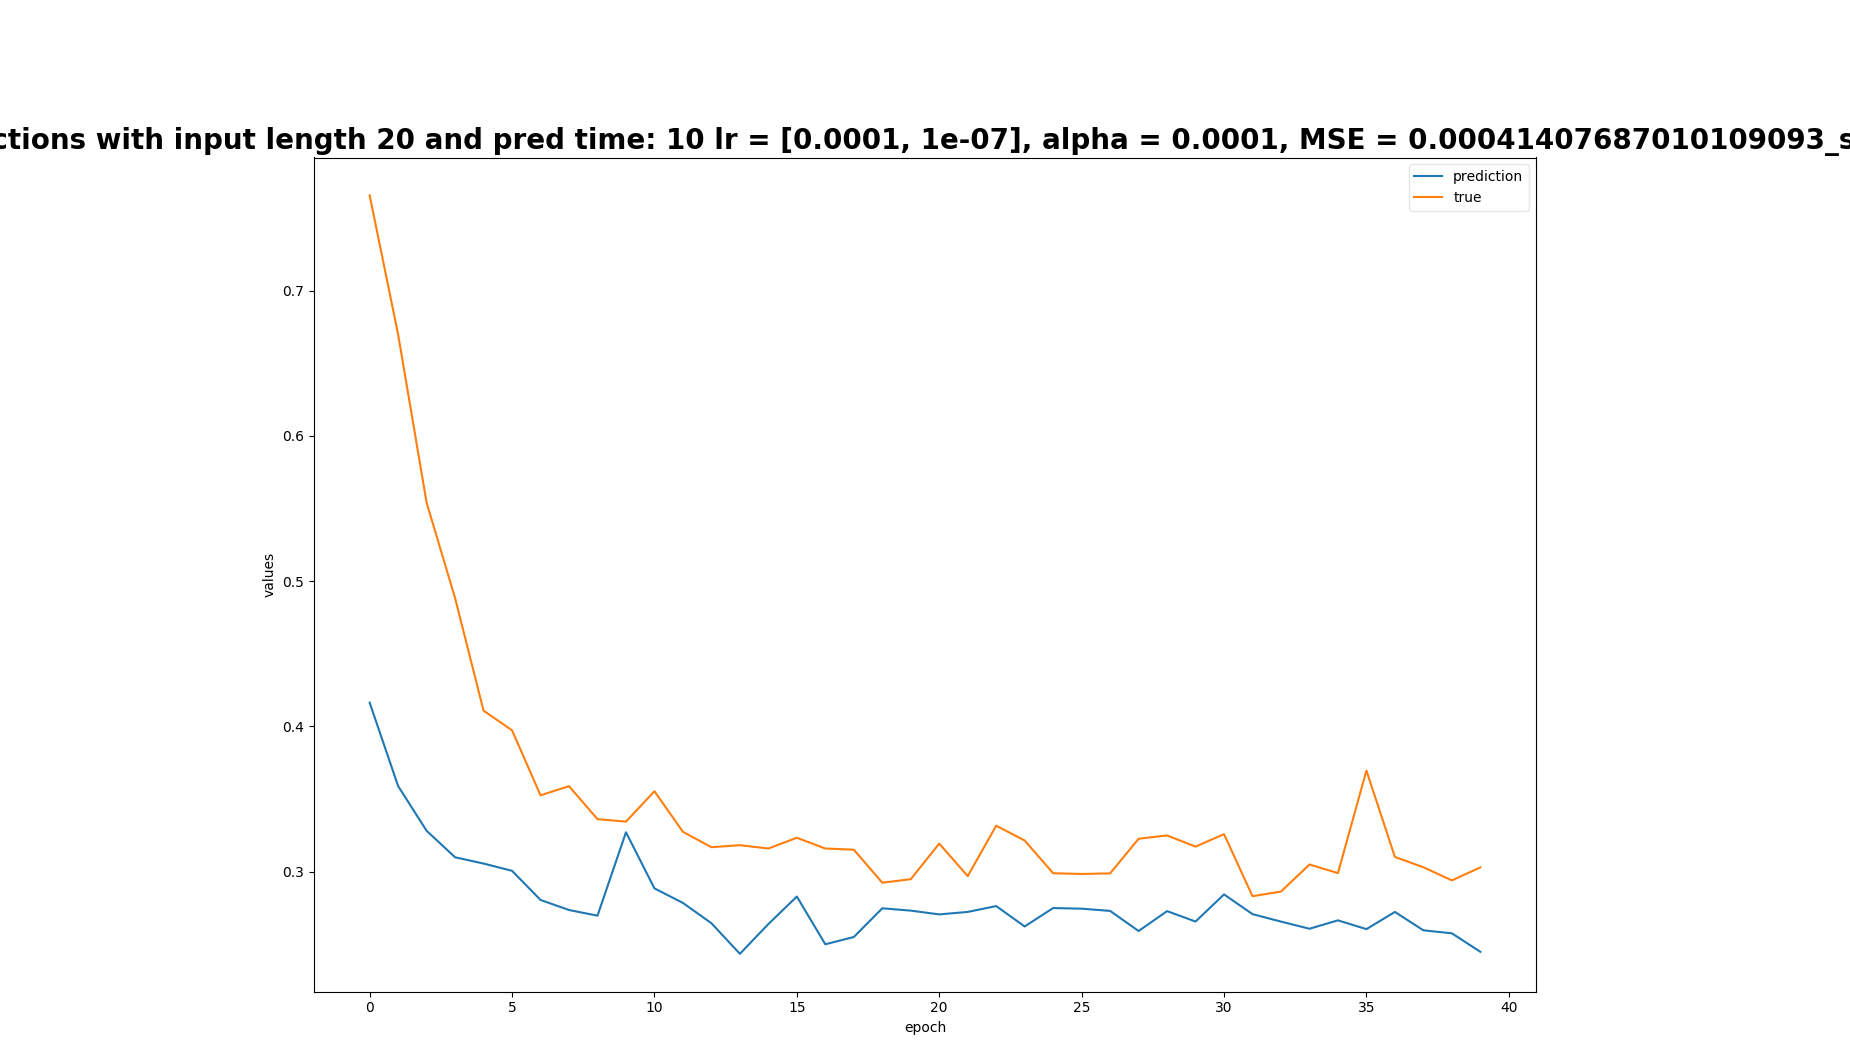 ctions with input length 20 and pred time: 10 lr = [0.0001, 1e-07], alpha = 0.0001, MSE = 0.00041407687010109093_s
prediction
true
0.7
0.6
0.5
0.4
0.3
values
0
5
10
15
20
25
30
35
40
epoch